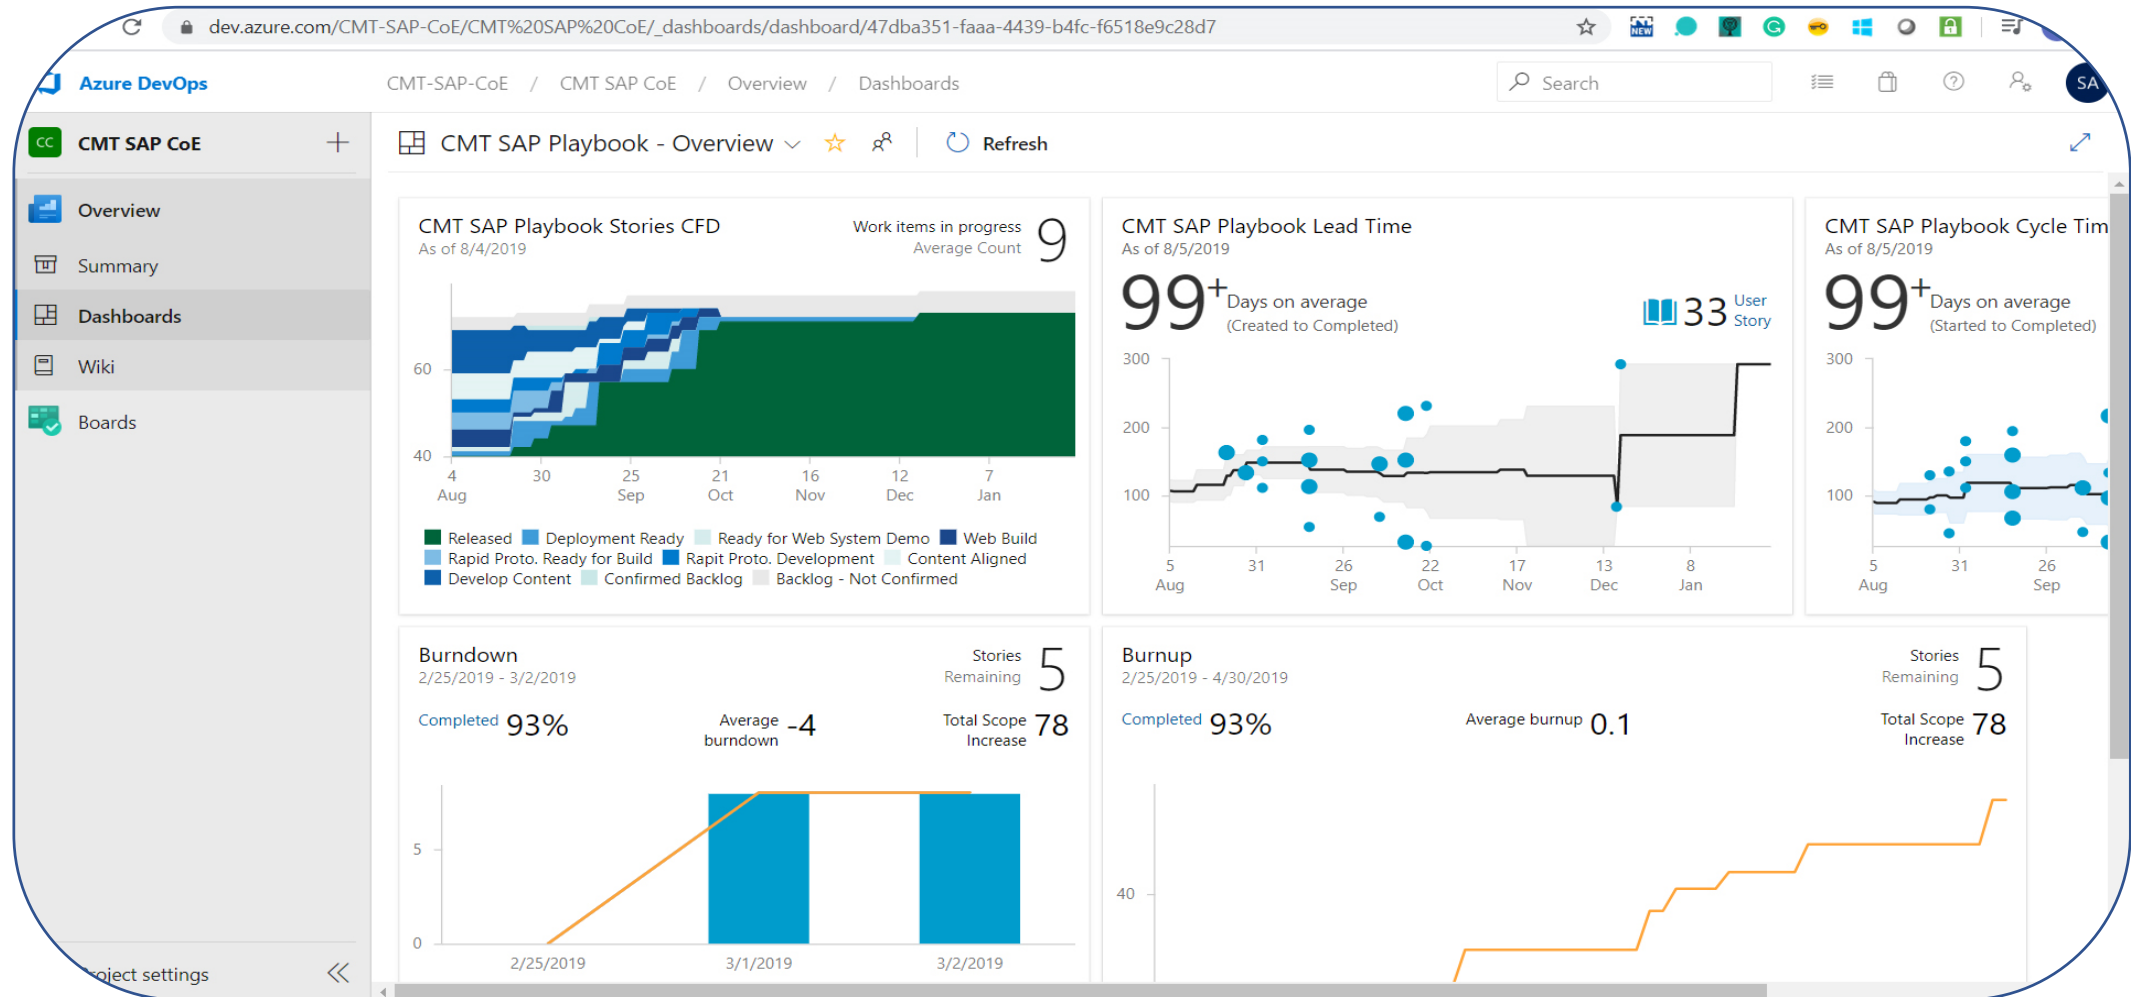 dev.azure.com/CMT-SAP-CoE/CMT%20SAP%20CoE/_dashboards/dashboard/47dba351-faaa-4439-b4fc-f6518e9c28d7
NEW
Azure DevOps
CMT-SAP-CoE / CMT SAP CoE / Overview / Dashboards
Search
SA
CC CMT SAP CoE
Overview
Summary
Dashboards
Wiki
Boards
Project settings
CMT SAP Playbook - Overview
Refresh
CMT SAP Playbook Stories CFD
As of 8/4/2019
Work items in progress
Average Count
9
60
40
4 30 25 21 16 12 7
Aug Sep Oct Nov Dec Jan
Released Deployment Ready Ready for Web System Demo Web Build
Rapid Proto. Ready for Build Rapit Proto. Development Content Aligned
Develop Content Confirmed Backlog Backlog - Not Confirmed
CMT SAP Playbook Lead Time
As of 8/5/2019
99+ Days on average
(Created to Completed)
33 User
Story
300
200
100
5 31 26 22 17 13 8
Aug Sep Oct Nov Dec Jan
CMT SAP Playbook Cycle Tim
As of 8/5/2019
99+ Days on average
(Started to Completed)
300
200
100
5 31 26
Aug Sep
Burndown
2/25/2019 - 3/2/2019
Stories
Remaining
5
Completed 93%
Average
burndown
-4
Total Scope
Increase
78
5
0
2/25/2019 3/1/2019 3/2/2019
Burnup
2/25/2019 - 4/30/2019
Stories
Remaining
5
Completed 93%
Average burnup 0.1
Total Scope
Increase
78
40